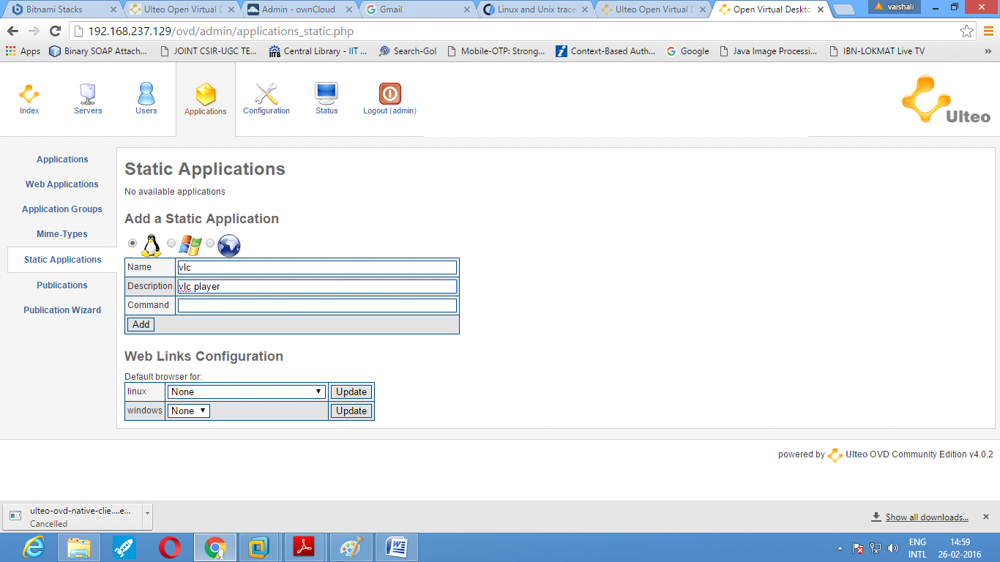 Bitnami Stacks
Ulteo Open Virtual D
Admin - ownCloud
Gmail
Linux and Unix trace
Ulteo Open Virtual D
Open Virtual Deskto
vaishali
192.168.237.129/ovd/admin/applications_static.php
Apps
Binary SOAP Attach...
JOINT CSIR-UGC TE...
Central Library - IIT ...
Search-Gol
Mobile-OTP: Strong...
Context-Based Auth...
Google
Java Image Processi...
IBN-LOKMAT Live TV
»
Index
Servers
Users
Applications
Configuration
Status
Logout (admin)
Ulteo
Applications
Web Applications
Application Groups
Mime-Types
Static Applications
Publications
Publication Wizard
Static Applications
No available applications
Add a Static Application
Name vlc
Description vlc player
Command
Add
Web Links Configuration
Default browser for:
linux None Update
windows None Update
powered by Ulteo OVD Community Edition v4.0.2
ulteo-ovd-native-clie....e...
Cancelled
Show all downloads...
ENG
INTL
14:59
26-02-2016